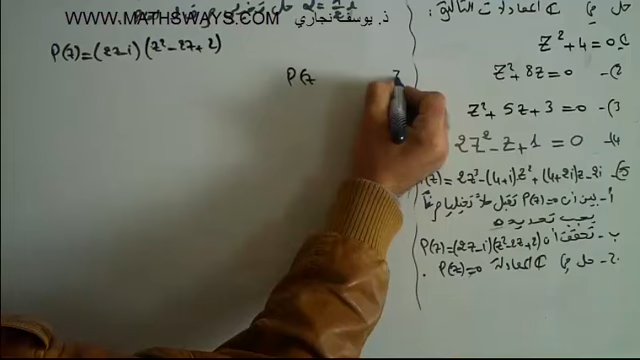 WWW.MATHSWAYS.COM ذ. يوسف نجاري
P(z)=(2z-i)(z²-2z+2)
P(z
z
حل في ℂ المعادلات التالية:
z²+4=0
z²+8z=0 -2
z²+5z+3=0 -3
2z²-z+1=0 -4
P(z)=2z³-(4+i)z²+(4+2i)z-2i -5
أ- بين أن P(z)=0 تقبل حلا تخيليا
يجب تحديده
ب- تحقق أن P(z)=(2z-i)(z²-2z+2)
ج- حل في ℂ المعادلة P(z)=0.